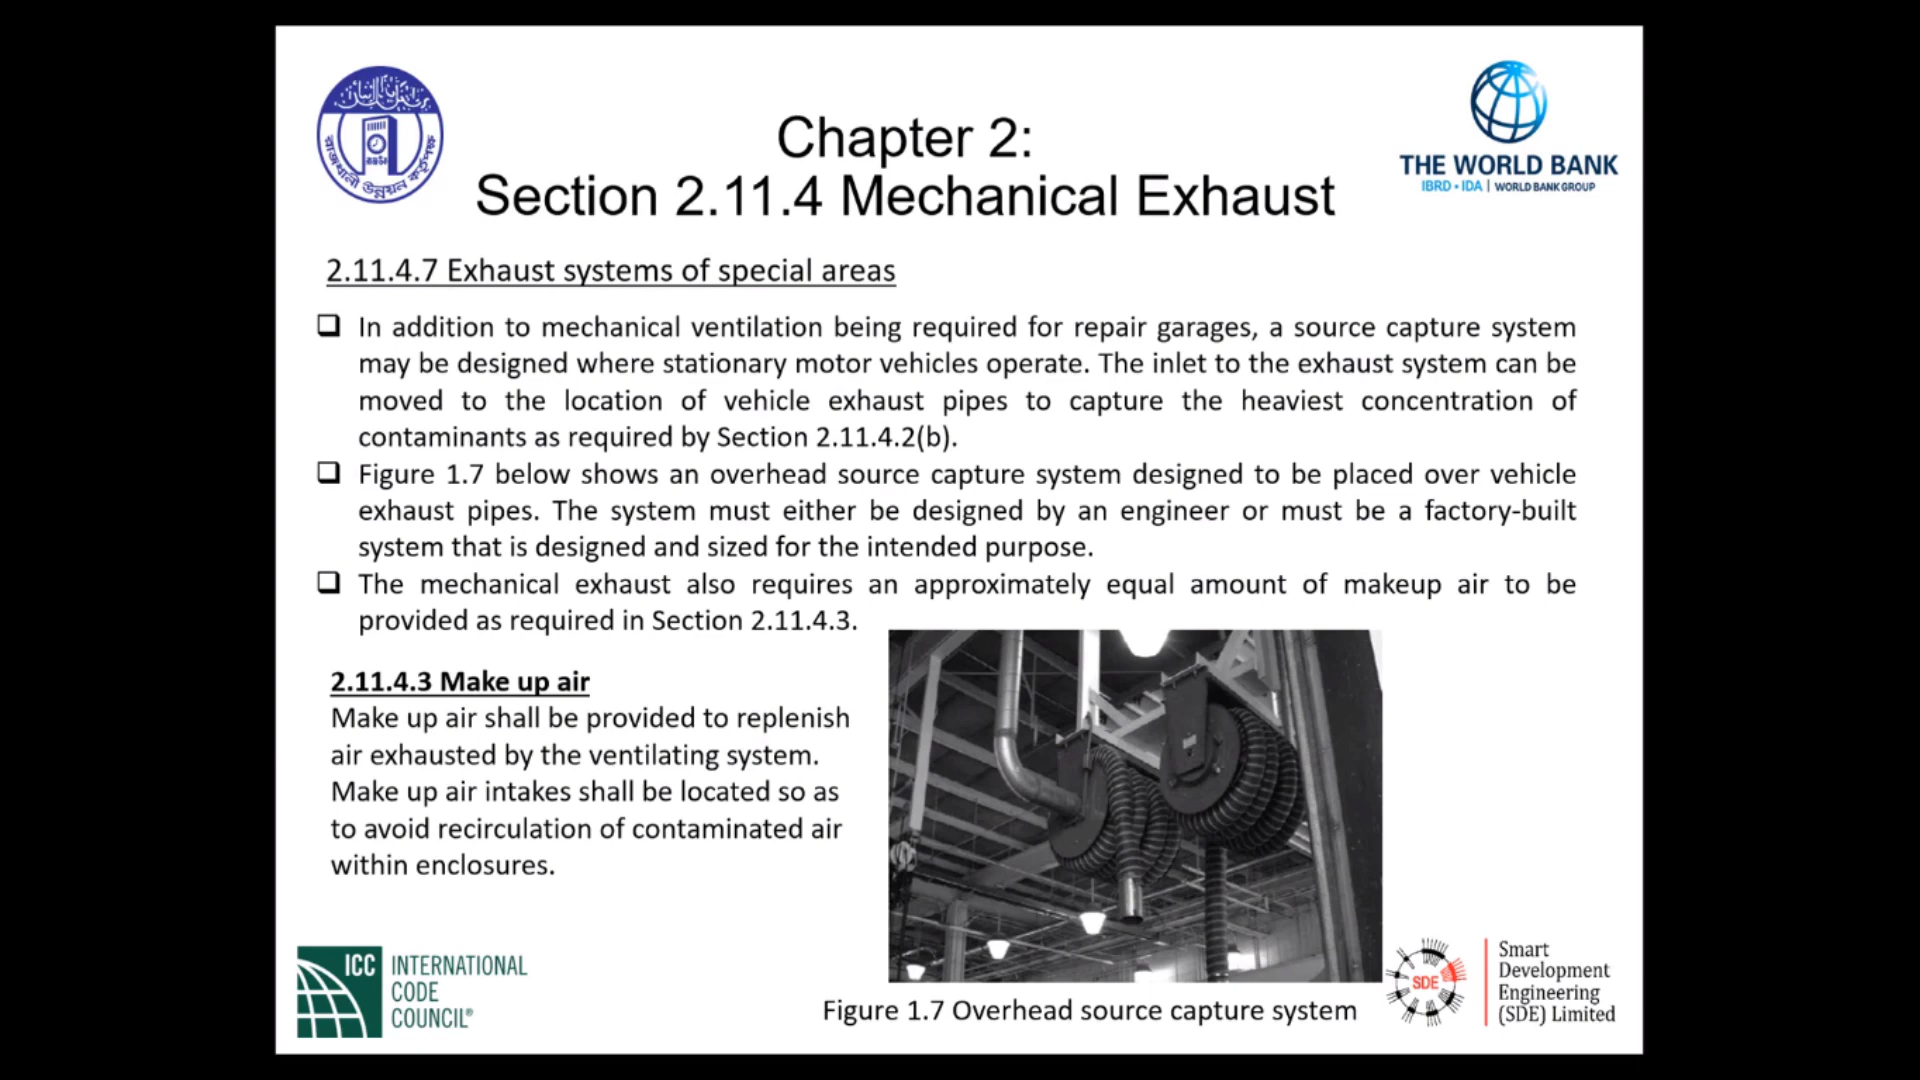 Chapter 2:
Section 2.11.4 Mechanical Exhaust
রাজধানী উন্নয়ন কর্তৃপক্ষ
THE WORLD BANK
IBRD • IDA | WORLD BANK GROUP
2.11.4.7 Exhaust systems of special areas
In addition to mechanical ventilation being required for repair garages, a source capture system
may be designed where stationary motor vehicles operate. The inlet to the exhaust system can be
moved to the location of vehicle exhaust pipes to capture the heaviest concentration of
contaminants as required by Section 2.11.4.2(b).
Figure 1.7 below shows an overhead source capture system designed to be placed over vehicle
exhaust pipes. The system must either be designed by an engineer or must be a factory-built
system that is designed and sized for the intended purpose.
The mechanical exhaust also requires an approximately equal amount of makeup air to be
provided as required in Section 2.11.4.3.
2.11.4.3 Make up air
Make up air shall be provided to replenish
air exhausted by the ventilating system.
Make up air intakes shall be located so as
to avoid recirculation of contaminated air
within enclosures.
Figure 1.7 Overhead source capture system
ICC INTERNATIONAL
CODE
COUNCIL®
SDE
Smart
Development
Engineering
(SDE) Limited